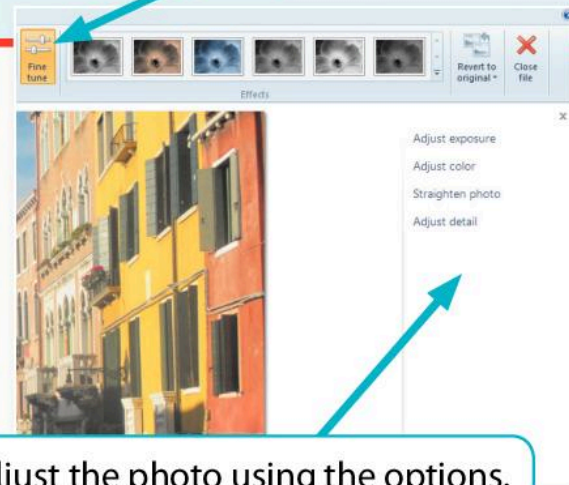 Fine
tune
Effects
Revert to
original
Close
file
x
Adjust exposure
Adjust color
Straighten photo
Adjust detail
the photo using the options.